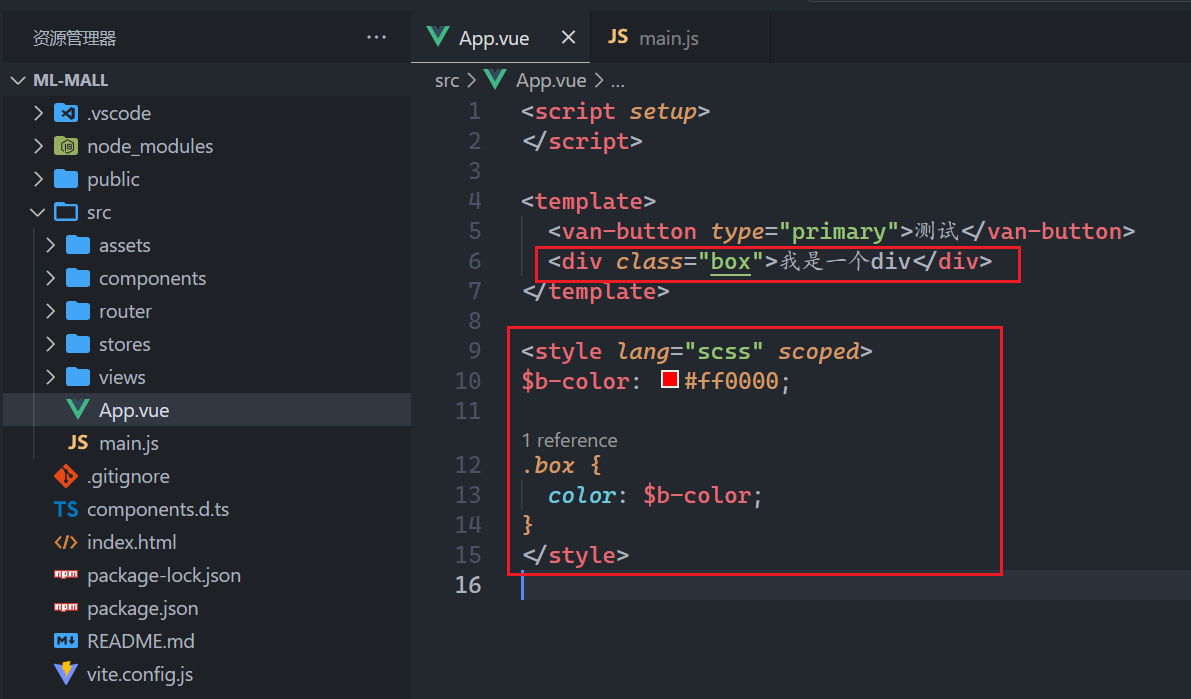 资源管理器 ...
ML-MALL
.vscode
node_modules
public
src
assets
components
router
stores
views
App.vue
JS main.js
.gitignore
TS components.d.ts
index.html
package-lock.json
package.json
README.md
vite.config.js
App.vue × JS main.js
src > App.vue > ...
1 <script setup>
2 </script>
3
4 <template>
5 <van-button type="primary">测试</van-button>
6 <div class="box">我是一个div</div>
7 </template>
8
9 <style lang="scss" scoped>
10 $b-color: #ff0000;
11
1 reference
12 .box {
13 color: $b-color;
14 }
15 </style>
16